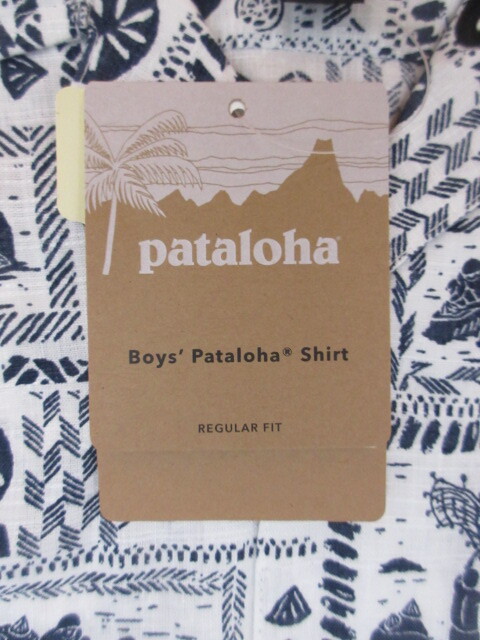 pataloha
Boys' Pataloha® Shirt
REGULAR FIT